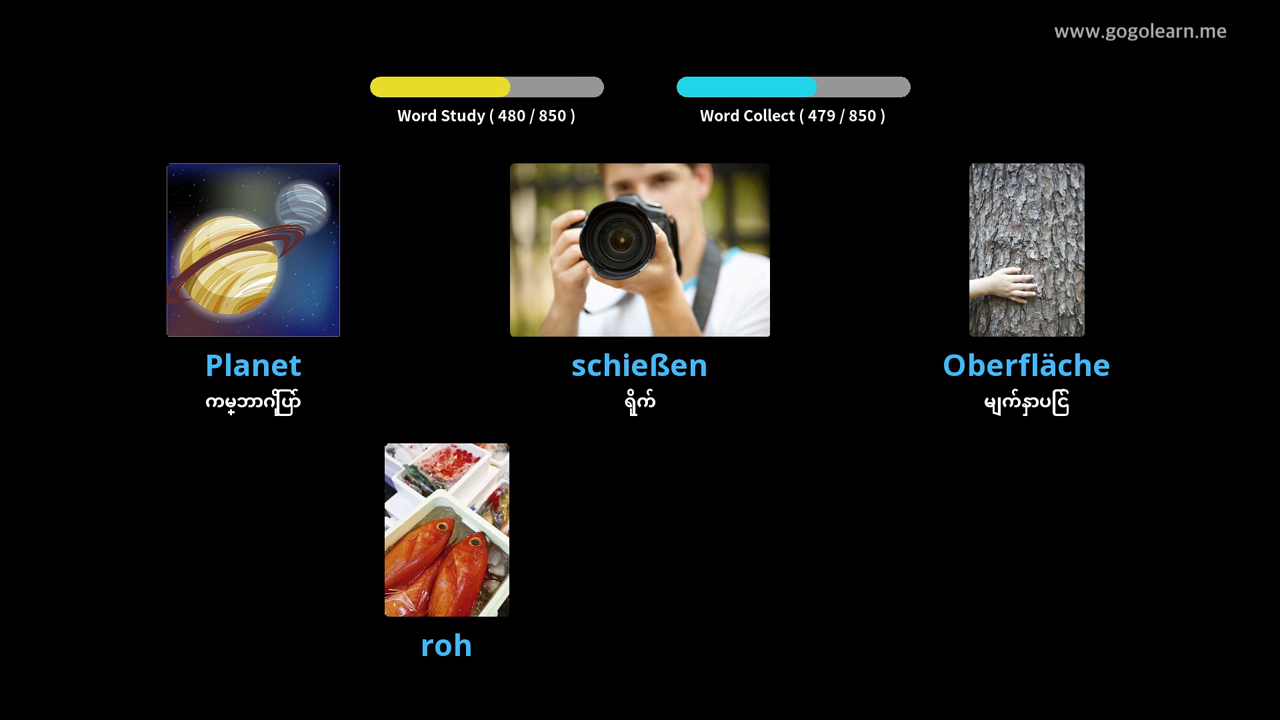 www.gogolearn.me
Word Study ( 480 / 850 )
Word Collect ( 479 / 850 )
Planet
schießen
Oberfläche
ကမ္ဘာဂြိုဟ်ပြာ
ရိုက်
မျက်နှာပြင်
roh